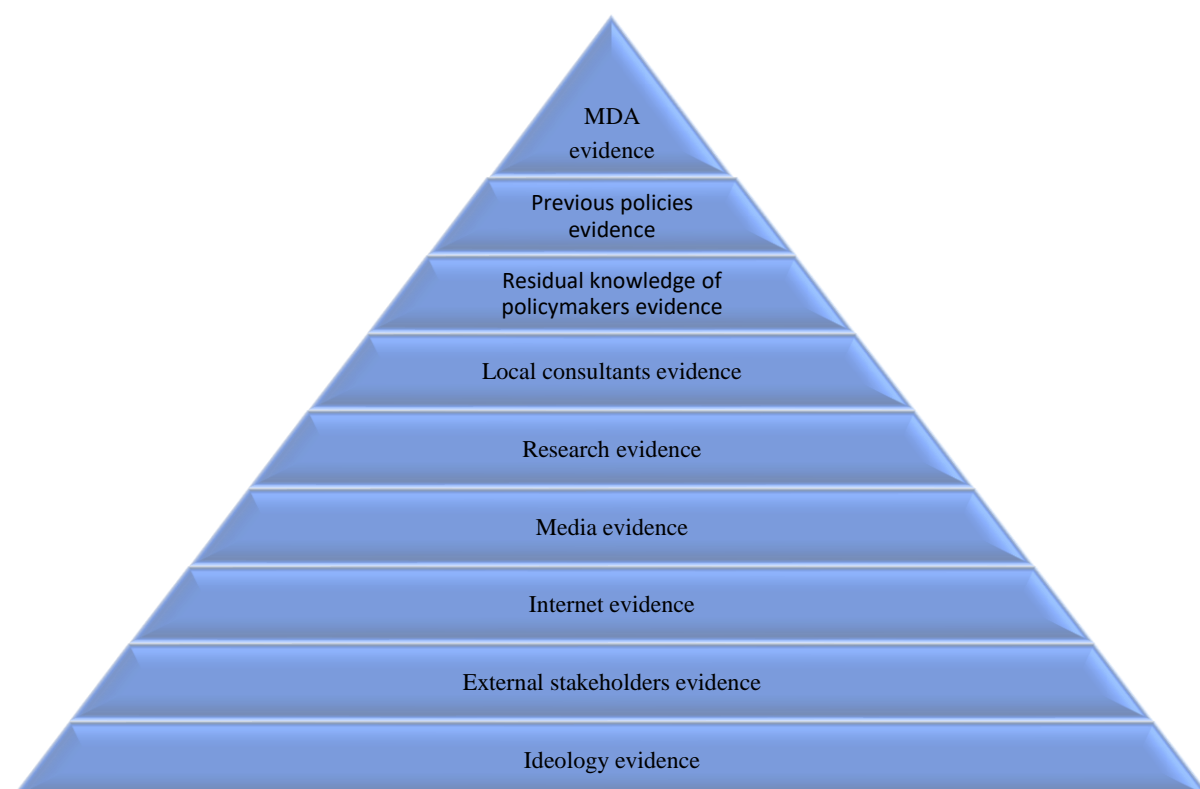 MDA
evidence
Previous policies
evidence
Residual knowledge of
policymakers evidence
Local consultants evidence
Research evidence
Media evidence
Internet evidence
External stakeholders evidence
Ideology evidence